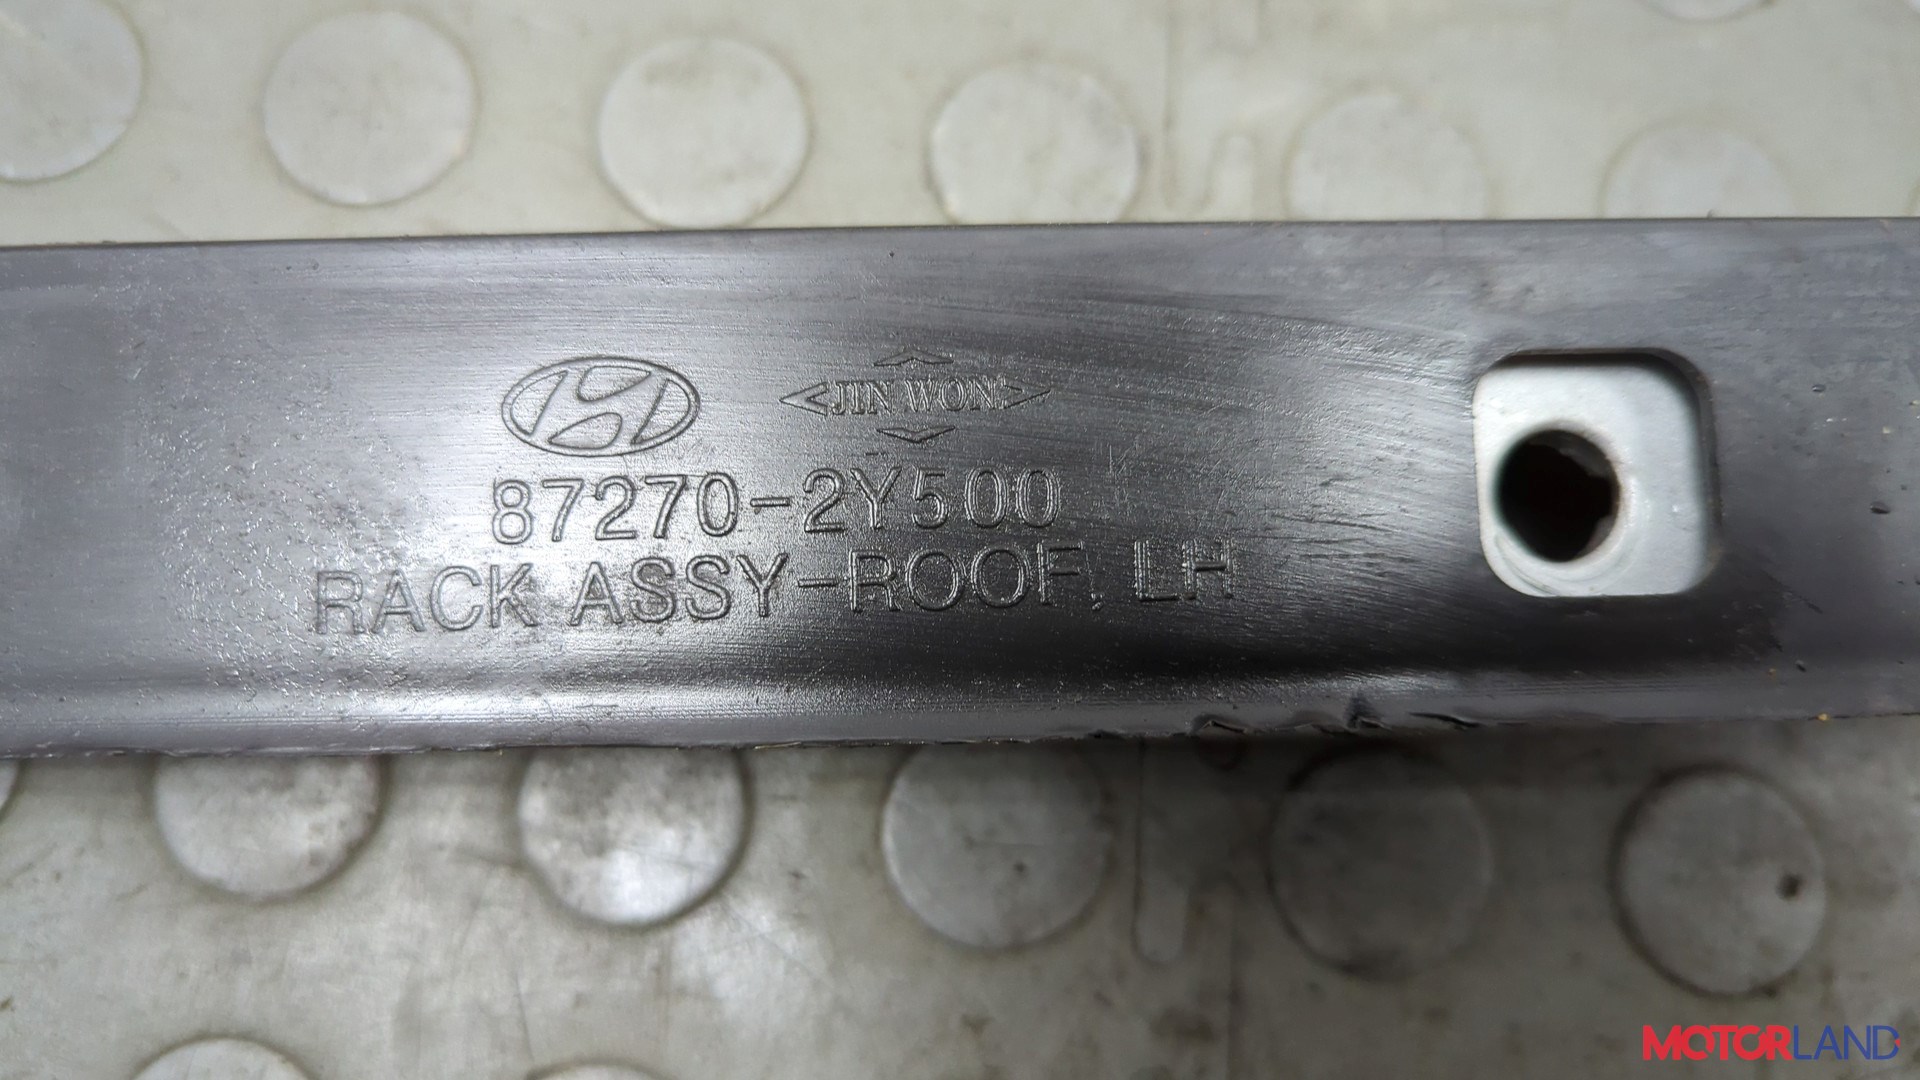 JIN WON
87270-2Y500
RACK ASSY-ROOF, LH
MOTORLAND